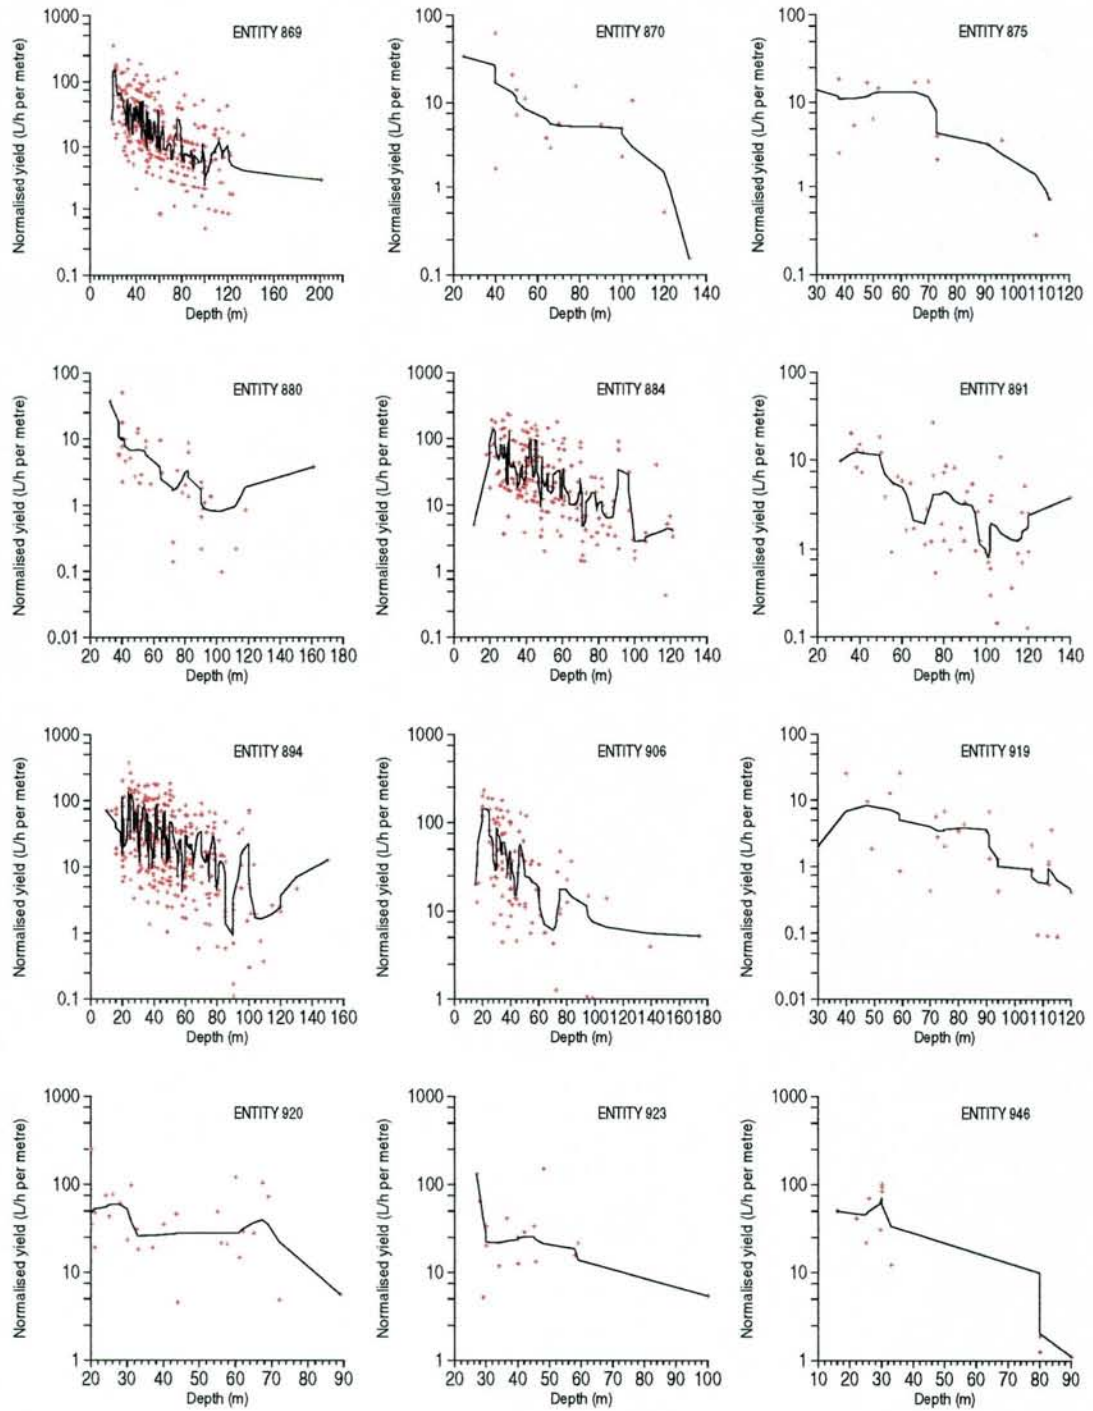 ENTITY 869
Normalised yield (L/h per metre)
1000
100
10
1
0.1
0 40 80 120 160 200
Depth (m)
ENTITY 870
Normalised yield (L/h per metre)
100
10
1
0.1
20 40 60 80 100 120 140
Depth (m)
ENTITY 875
Normalised yield (L/h per metre)
100
10
1
0.1
30 40 50 60 70 80 90 100110120
Depth (m)
ENTITY 880
Normalised yield (L/h per metre)
100
10
1
0.1
0.01
20 40 60 80 100 120 140 160 180
Depth (m)
ENTITY 884
Normalised yield (L/h per metre)
1000
100
10
1
0.1
0 20 40 60 80 100 120 140
Depth (m)
ENTITY 891
Normalised yield (L/h per metre)
100
10
1
0.1
20 40 60 80 100 120 140
Depth (m)
ENTITY 894
Normalised yield (L/h per metre)
1000
100
10
1
0.1
0 20 40 60 80 100 120 140 160
Depth (m)
ENTITY 906
Normalised yield (L/h per metre)
1000
100
10
1
0 20 40 60 80 100 120140160 180
Depth (m)
ENTITY 919
Normalised yield (L/h per metre)
100
10
1
0.1
0.01
30 40 50 60 70 80 90 100110 120
Depth (m)
ENTITY 920
Normalised yield (L/h per metre)
1000
100
10
1
20 30 40 50 60 70 80 90
Depth (m)
ENTITY 923
Normalised yield (L/h per metre)
1000
100
10
1
20 30 40 50 60 70 80 90 100
Depth (m)
ENTITY 946
Normalised yield (L/h per metre)
1000
100
10
1
10 20 30 40 50 60 70 80 90
Depth (m)